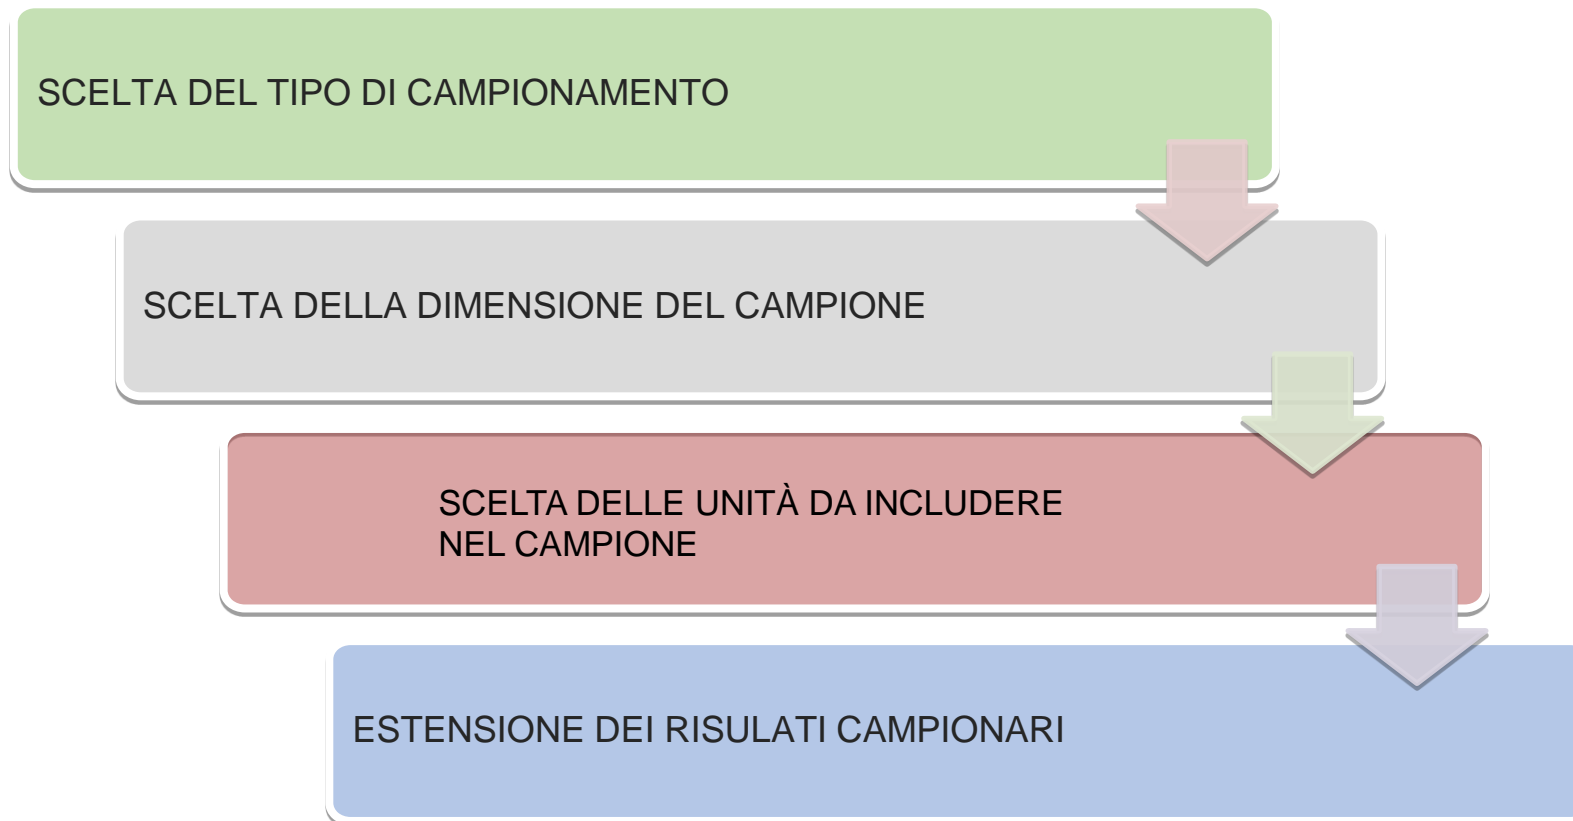 SCELTA DEL TIPO DI CAMPIONAMENTO
SCELTA DELLA DIMENSIONE DEL CAMPIONE
SCELTA DELLE UNITÀ DA INCLUDERE
NEL CAMPIONE
ESTENSIONE DEI RISULATI CAMPIONARI